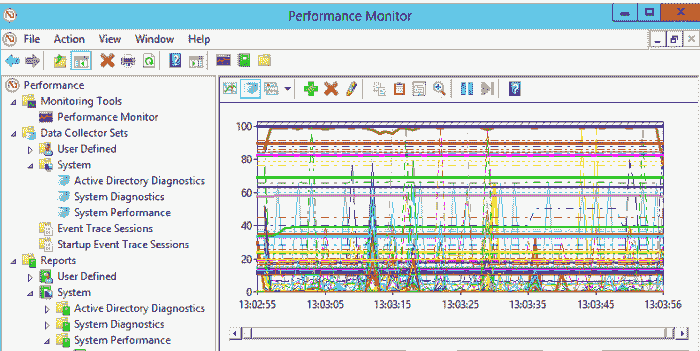 Performance Monitor
File Action View Window Help
Performance
Monitoring Tools
Performance Monitor
Data Collector Sets
User Defined
System
Active Directory Diagnostics
System Diagnostics
System Performance
Event Trace Sessions
Startup Event Trace Sessions
Reports
User Defined
System
Active Directory Diagnostics
System Diagnostics
System Performance
100
80
60
40
20
0
13:02:55 13:03:05 13:03:15 13:03:25 13:03:35 13:03:45 13:03:56